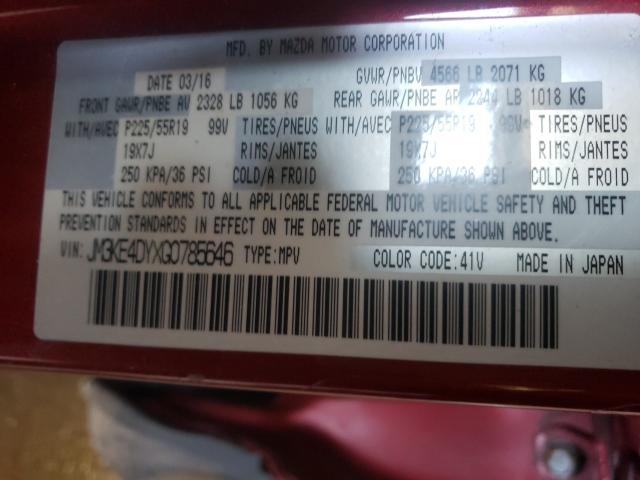 MFD. BY MAZDA MOTOR CORPORATION
DATE 03/16 GVWR/PNBV 4566 LB 2071 KG
FRONT GAWR/PNBE AV 2328 LB 1056 KG REAR GAWR/PNBE AR 2244 LB 1018 KG
WITH/AVEC P225/55R19 99V TIRES/PNEUS WITH/AVEC P225/55R19 99V TIRES/PNEUS
19X7J RIMS/JANTES 19X7J RIMS/JANTES
250 KPA/36 PSI COLD/A FROID 250 KPA/36 PSI COLD/A FROID
THIS VEHICLE CONFORMS TO ALL APPLICABLE FEDERAL MOTOR VEHICLE SAFETY AND THEFT
PREVENTION STANDARDS IN EFFECT ON THE DATE OF MANUFACTURE SHOWN ABOVE.
VIN: JM3KE4DYXG0785646 TYPE:MPV COLOR CODE:41V MADE IN JAPAN